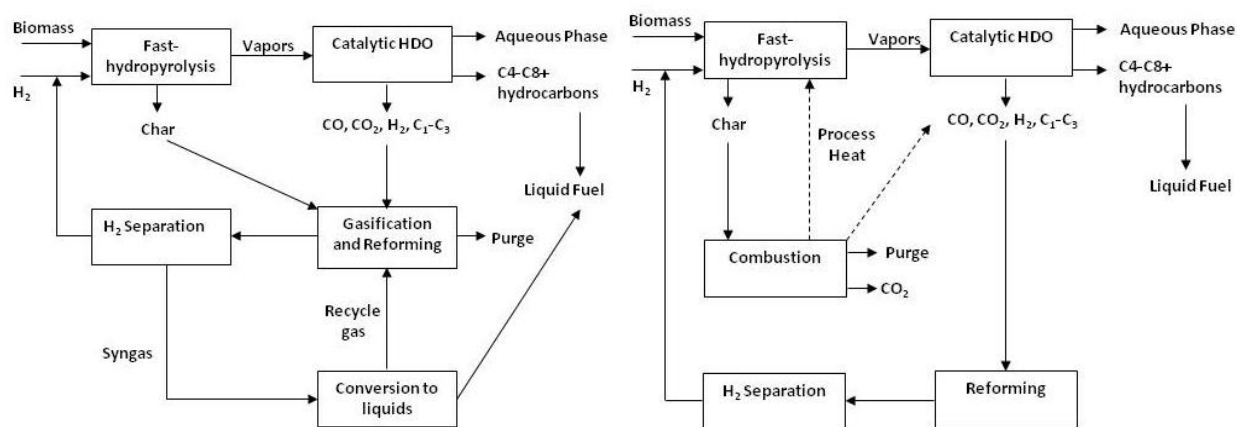 Biomass
H₂
Fast-
hydropyrolysis
Vapors
Catalytic HDO
Aqueous Phase
C4-C8+
hydrocarbons
Char
CO, CO₂, H₂, C₁-C₃
Liquid Fuel
H₂ Separation
Gasification
and Reforming
Purge
Recycle
gas
Syngas
Conversion to
liquids
Biomass
H₂
Fast-
hydropyrolysis
Vapors
Catalytic HDO
Aqueous Phase
C4-C8+
hydrocarbons
Char
Process
Heat
CO, CO₂, H₂, C₁-C₃
Liquid Fuel
Combustion
Purge
CO₂
H₂ Separation
Reforming